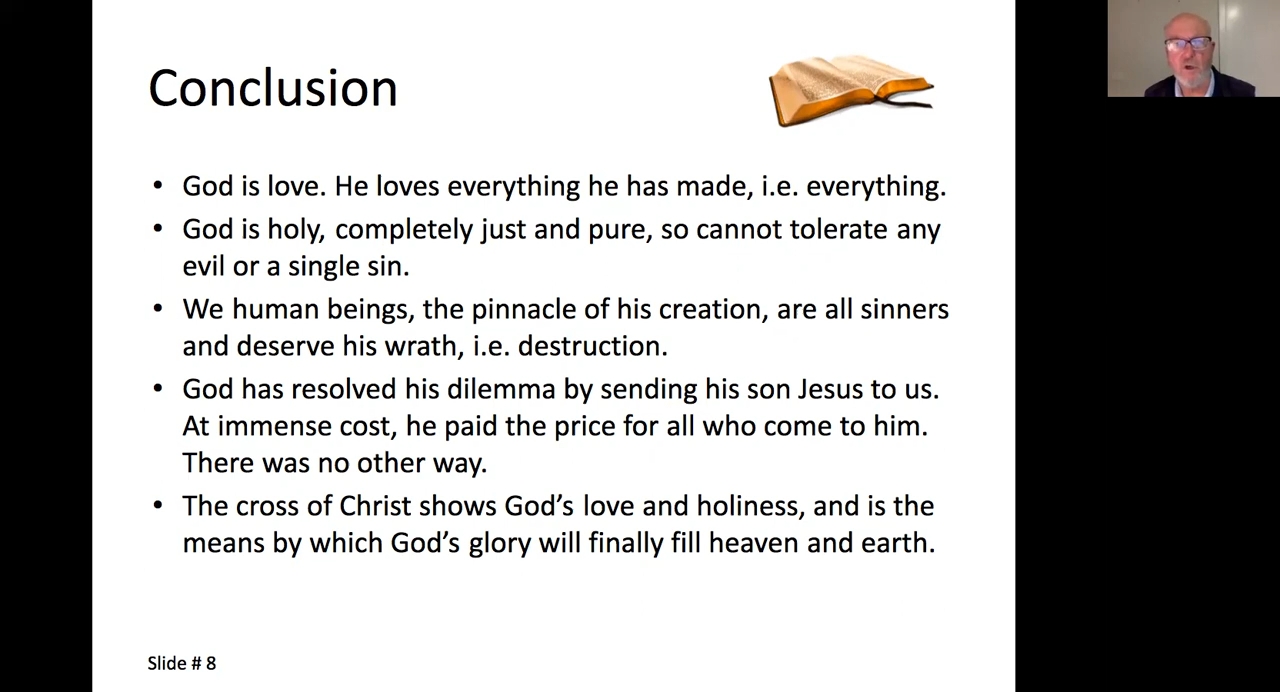 Conclusion
• God is love. He loves everything he has made, i.e. everything.
• God is holy, completely just and pure, so cannot tolerate any
evil or a single sin.
• We human beings, the pinnacle of his creation, are all sinners
and deserve his wrath, i.e. destruction.
• God has resolved his dilemma by sending his son Jesus to us.
At immense cost, he paid the price for all who come to him.
There was no other way.
• The cross of Christ shows God’s love and holiness, and is the
means by which God’s glory will finally fill heaven and earth.
Slide # 8